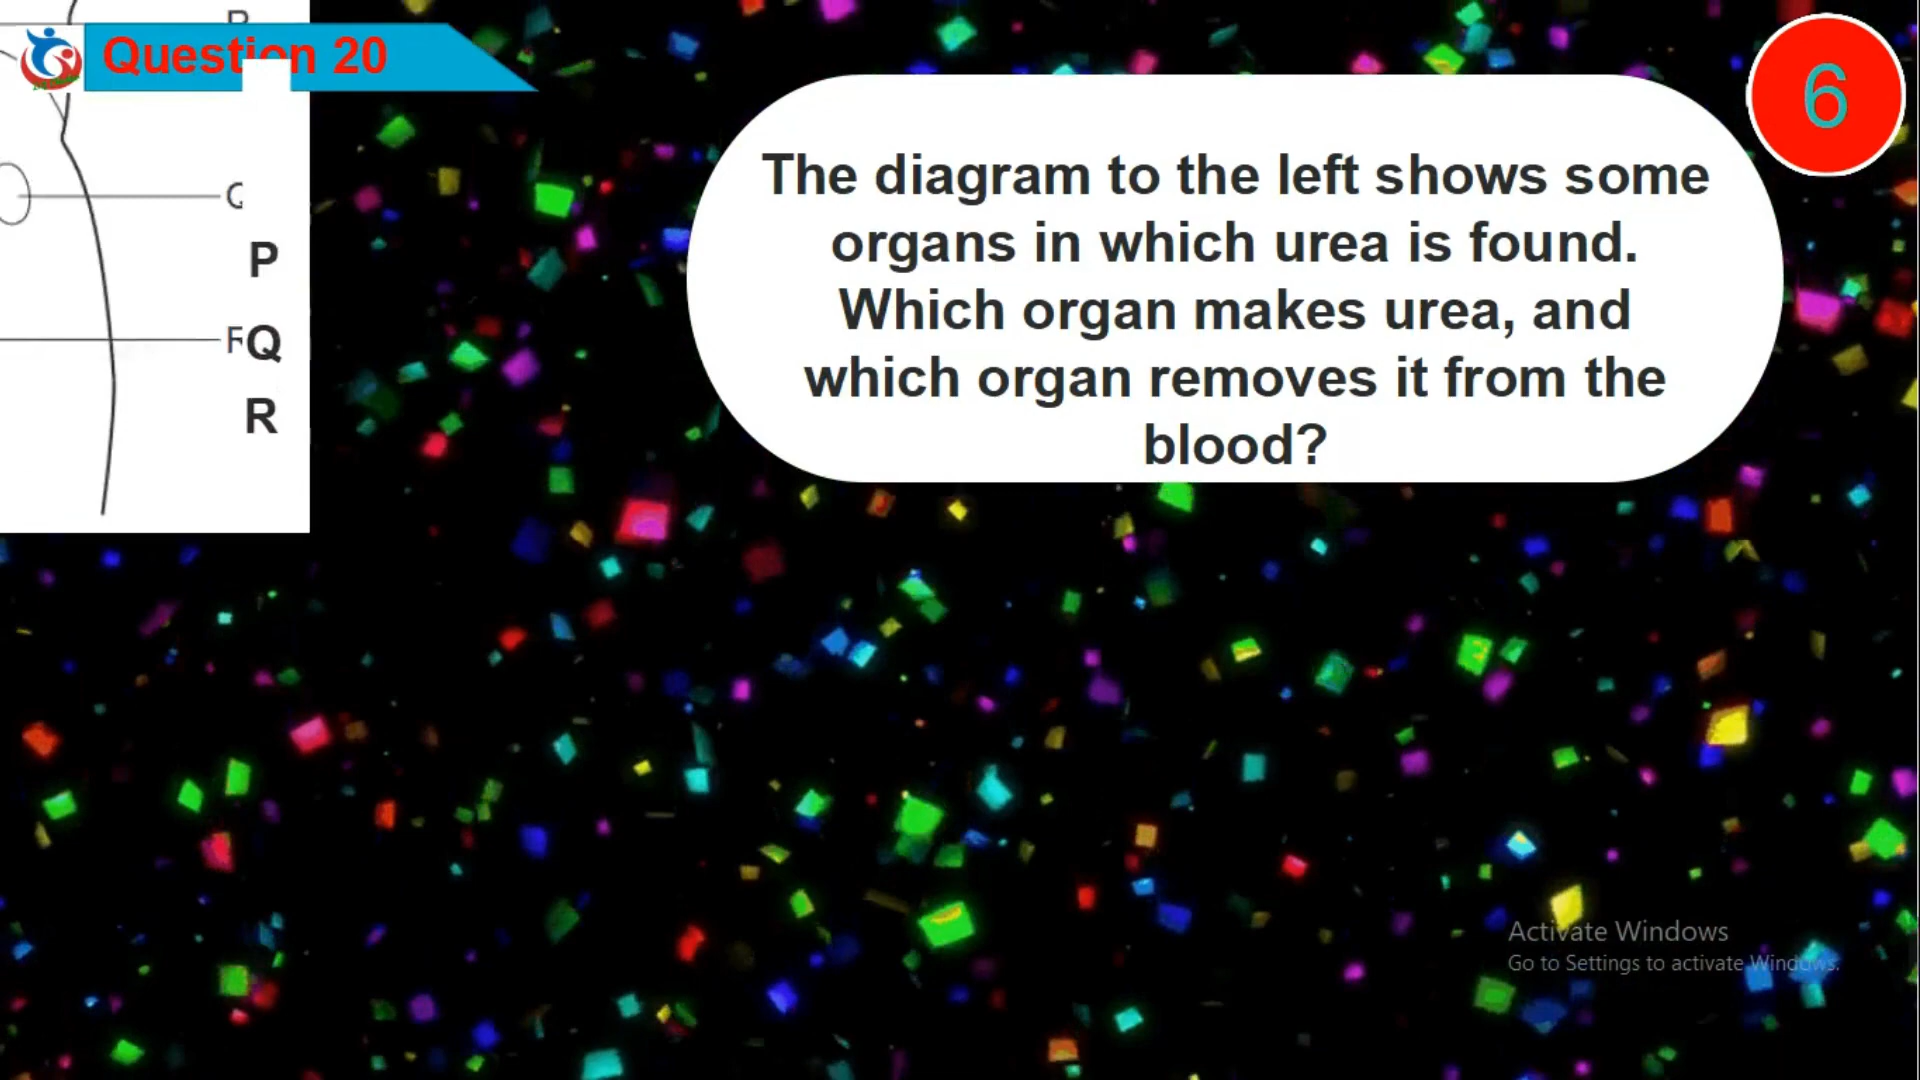 Question 20
6
The diagram to the left shows some
organs in which urea is found.
Which organ makes urea, and
which organ removes it from the
blood?
P
Q
R
Activate Windows
Go to Settings to activate Windows.